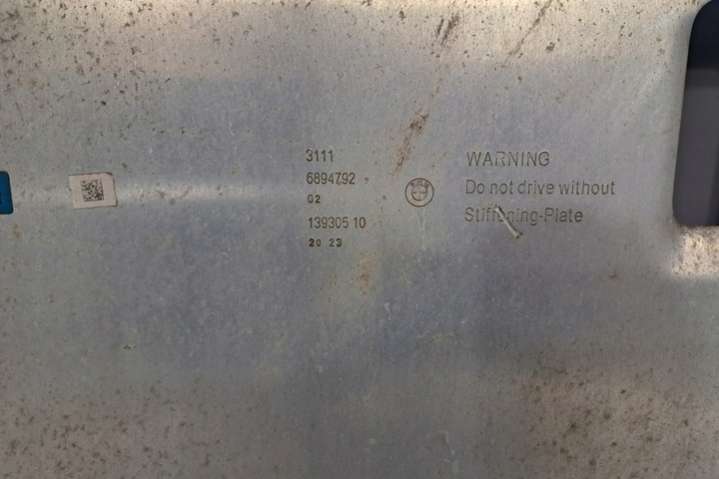 3111
6894792
02
139305 10
20 23
WARNING
Do not drive without
Stiffening-Plate